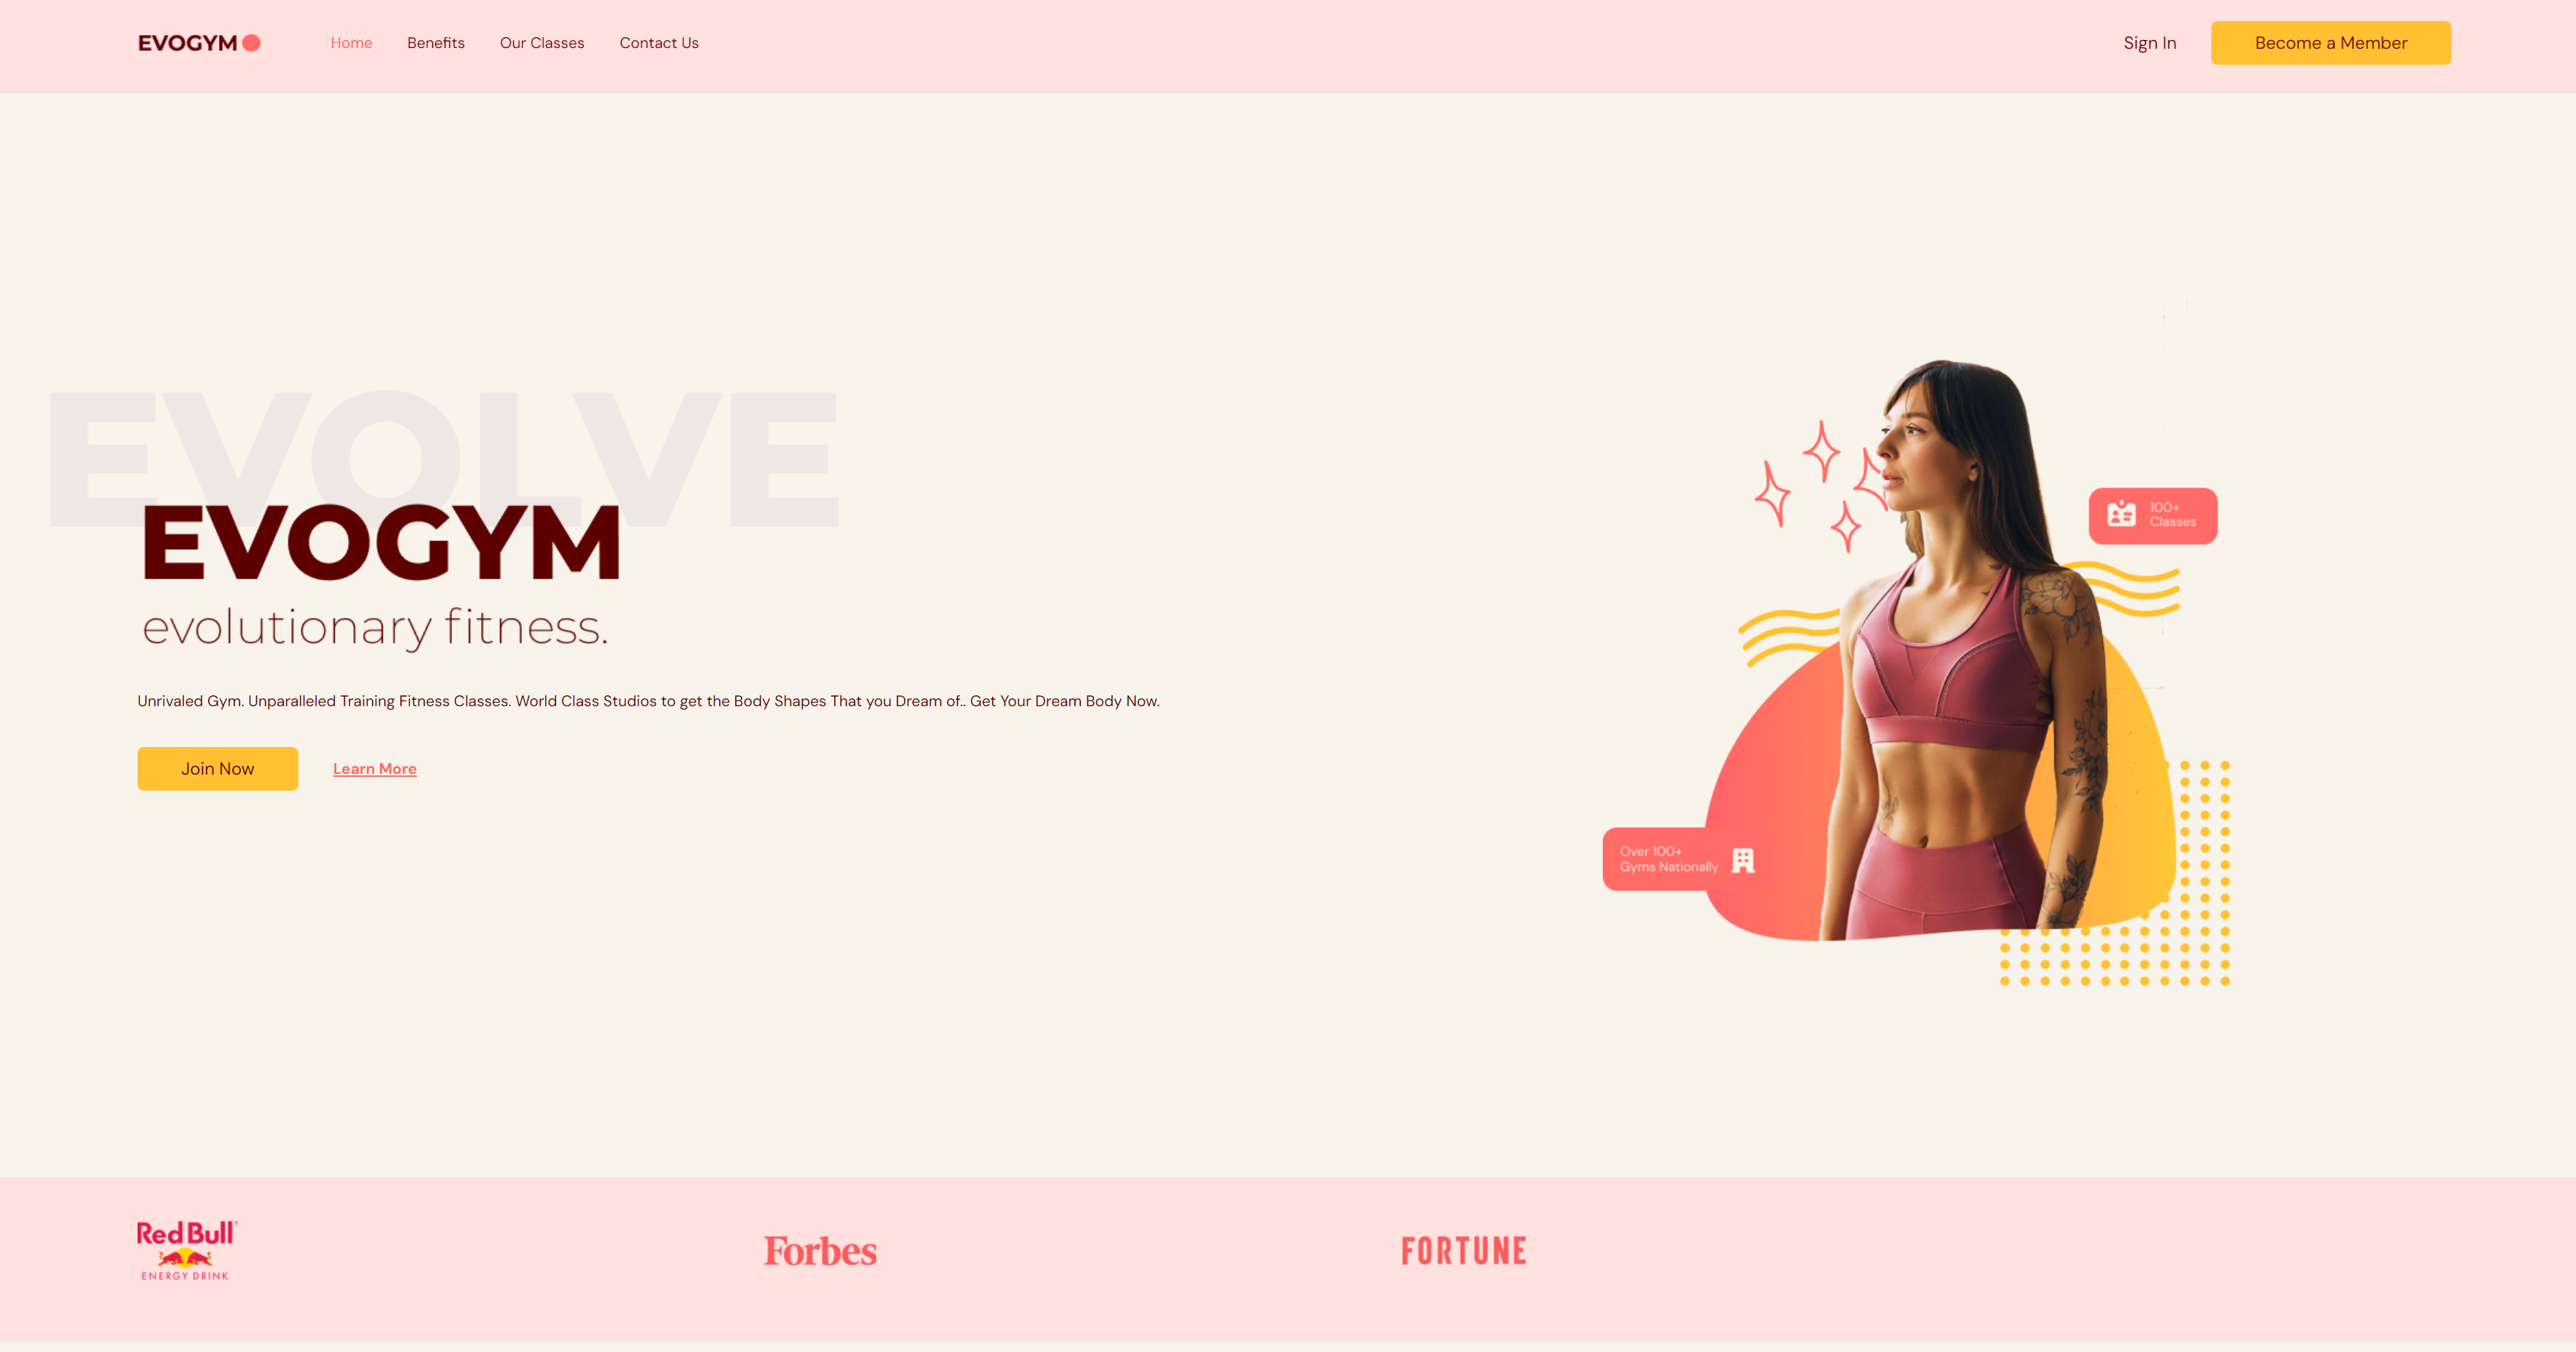 EVOGYM
Home
Benefits
Our Classes
Contact Us
Sign In
Become a Member
EVOLVE
EVOGYM
evolutionary fitness.
Unrivaled Gym. Unparalleled Training Fitness Classes. World Class Studios to get the Body Shapes That you Dream of.. Get Your Dream Body Now.
Join Now
Learn More
100+
Classes
Over 100+
Gyms Nationally
Red Bull
ENERGY DRINK
Forbes
FORTUNE